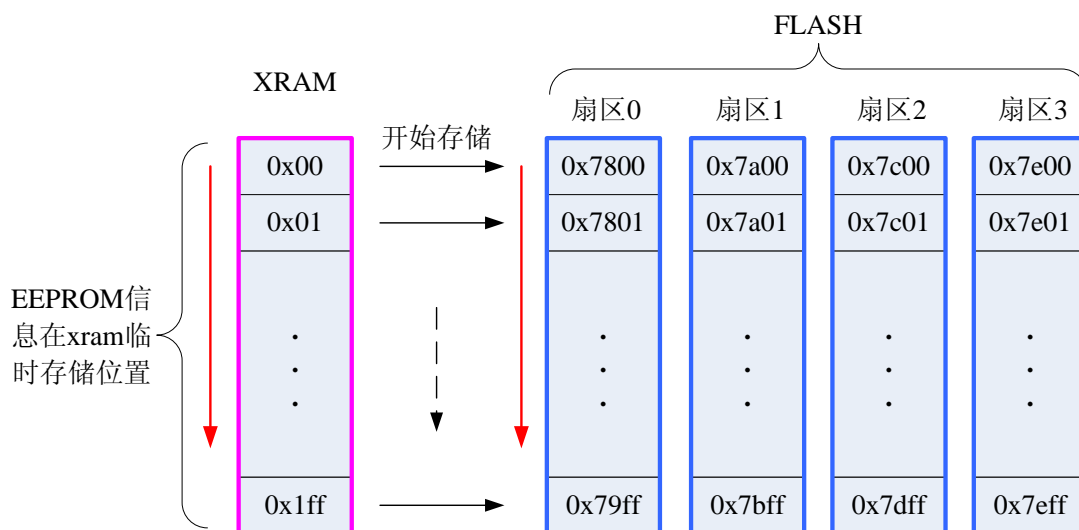 FLASH
XRAM
扇区0 扇区1 扇区2 扇区3
开始存储
0x00 0x7800 0x7a00 0x7c00 0x7e00
0x01 0x7801 0x7a01 0x7c01 0x7e01
EEPROM信
息在xram临
时存储位置
0x1ff 0x79ff 0x7bff 0x7dff 0x7eff